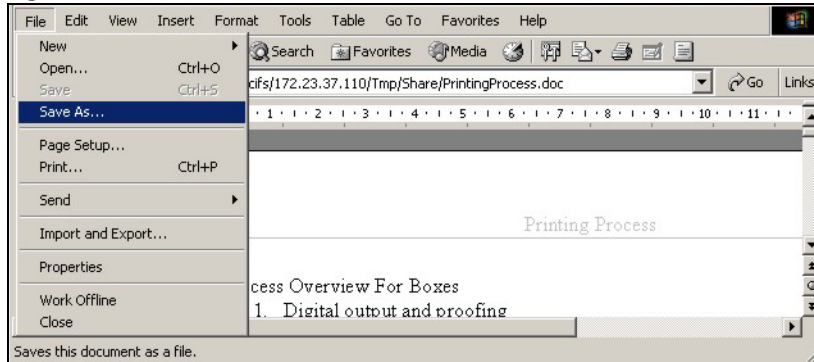 File Edit View Insert Format Tools Table Go To Favorites Help
New
Open... Ctrl+O
Save Ctrl+S
Save As...
Page Setup...
Print... Ctrl+P
Send
Import and Export...
Properties
Work Offline
Close
Search Favorites Media
cifs/172.23.37.110/Tmp/Share/PrintingProcess.doc Go Links
1 2 3 4 5 6 7 8 9 10 11
Printing Process
cess Overview For Boxes
1. Digital output and proofing
Saves this document as a file.